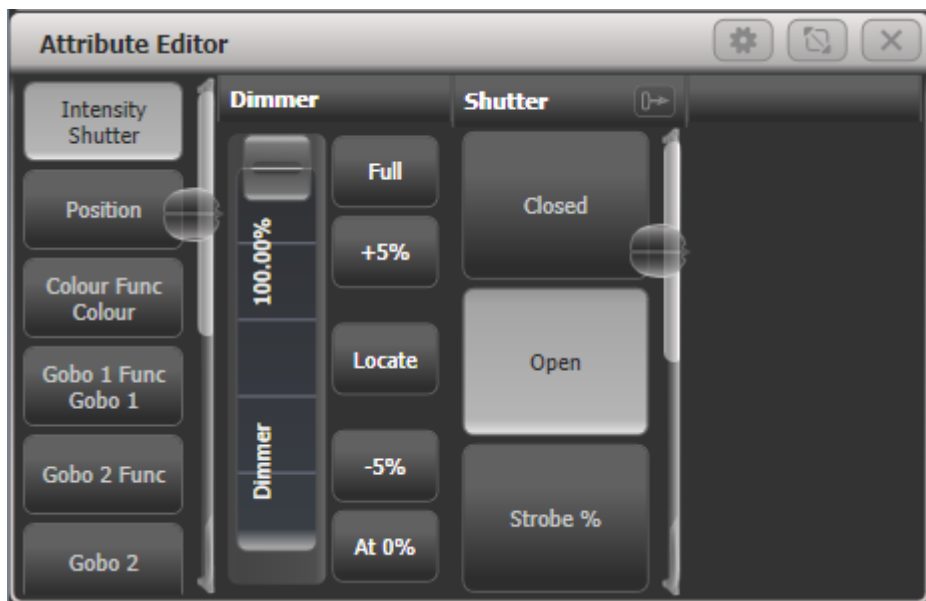 Attribute Editor
Intensity
Shutter
Position
Colour Func
Colour
Gobo 1 Func
Gobo 1
Gobo 2 Func
Gobo 2
Dimmer
100.00%
Dimmer
Full
+5%
Locate
-5%
At 0%
Shutter
Closed
Open
Strobe %